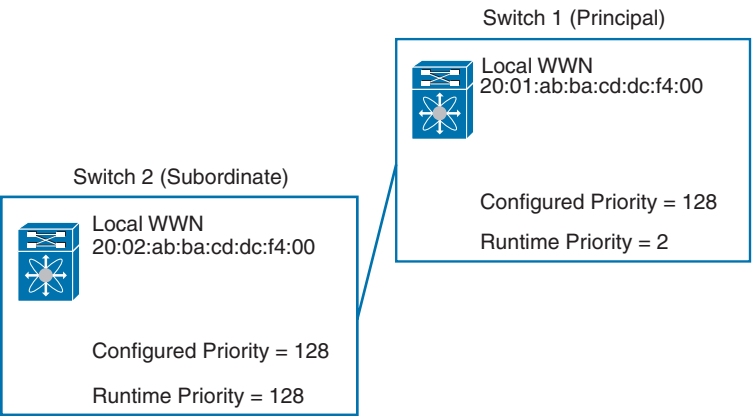 Switch 1 (Principal)
Local WWN
20:01:ab:ba:cd:dc:f4:00
Configured Priority = 128
Runtime Priority = 2
Switch 2 (Subordinate)
Local WWN
20:02:ab:ba:cd:dc:f4:00
Configured Priority = 128
Runtime Priority = 128